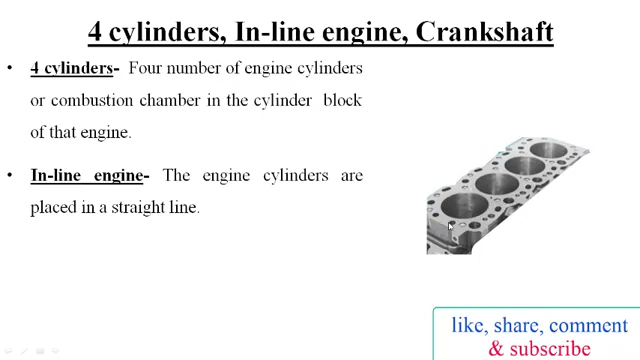 4 cylinders, In-line engine, Crankshaft
• 4 cylinders- Four number of engine cylinders
or combustion chamber in the cylinder block
of that engine.
• In-line engine- The engine cylinders are
placed in a straight line.
like, share, comment
& subscribe